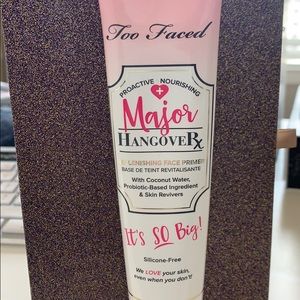 Too Faced
PROACTIVE NOURISHING
Major
HANGOVERX
REPLENISHING FACE PRIMER
BASE DE TEINT REVITALISANTE
With Coconut Water,
Probiotic-Based Ingredient
& Skin Revivers
It's SO Big!
Silicone-Free
We LOVE your skin,
even when you don't!